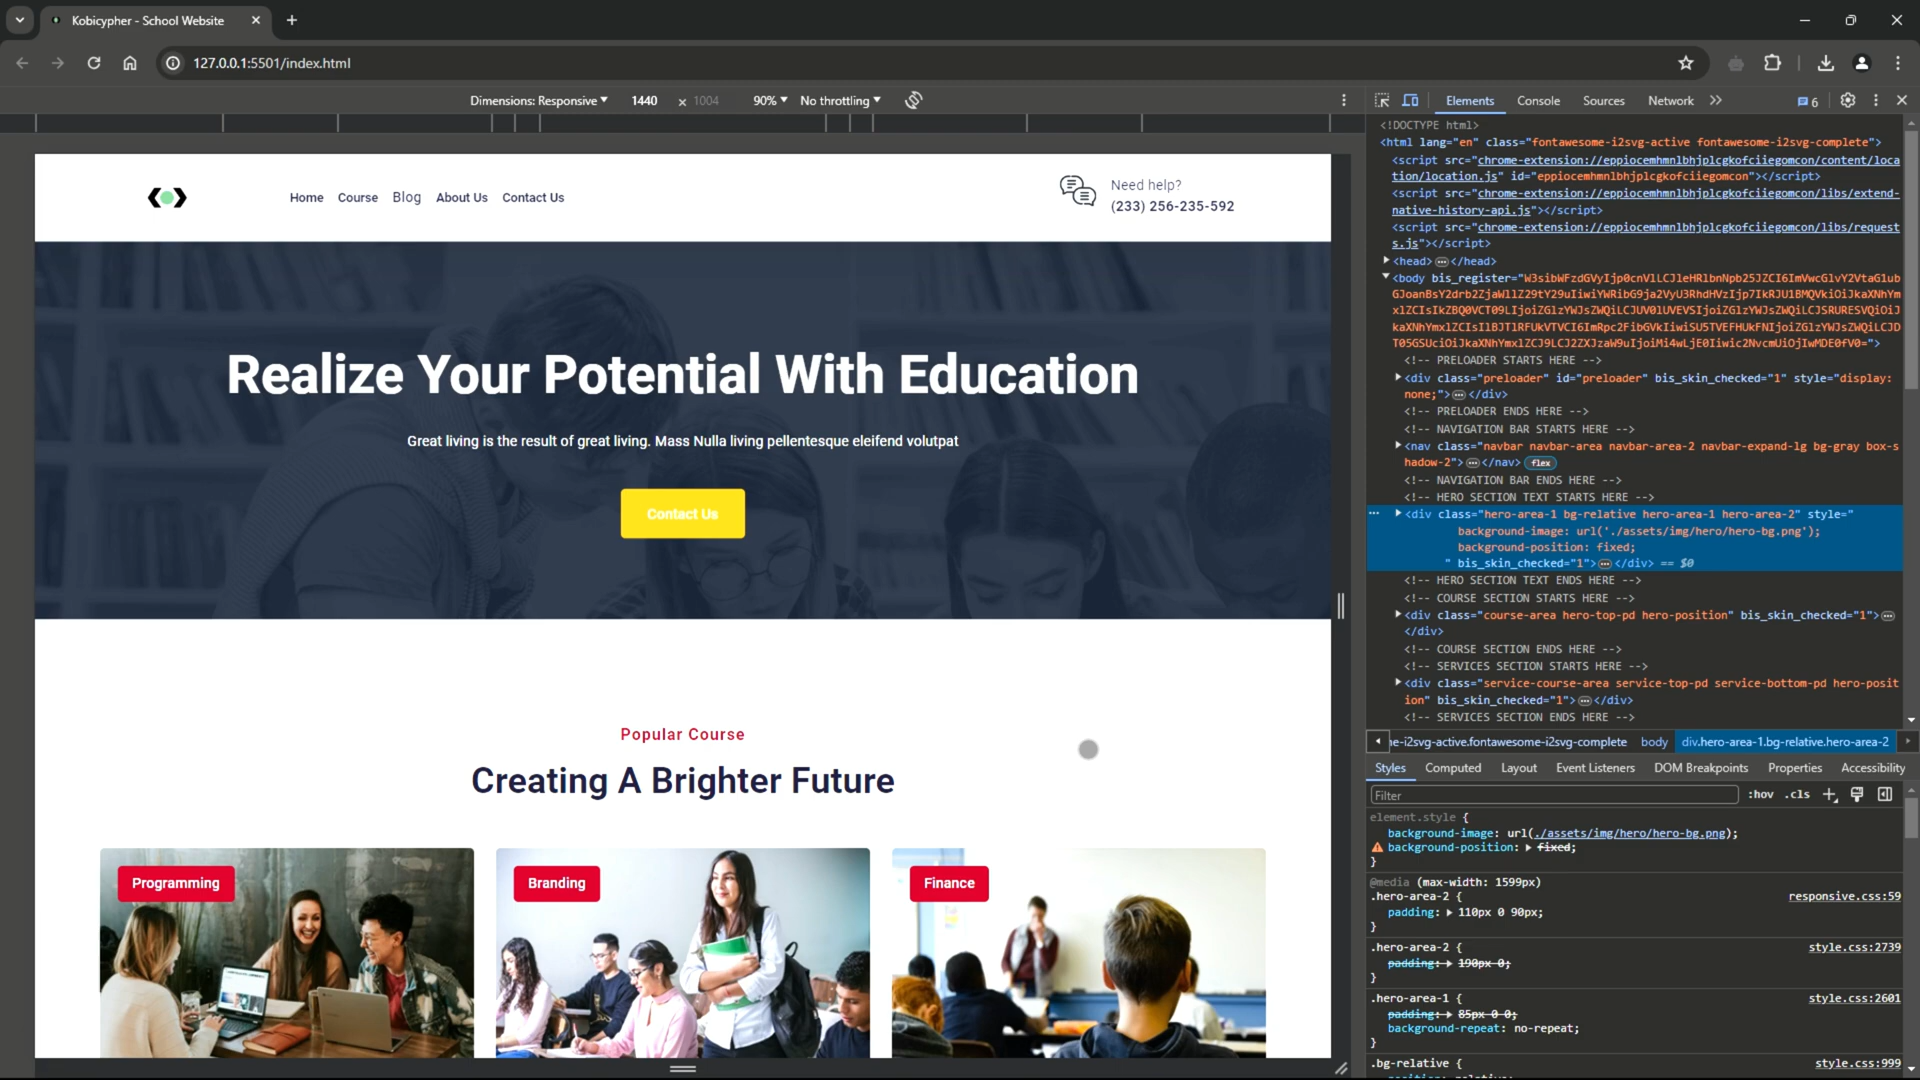 Kobicypher - School Website
127.0.0.1:5501/index.html
Dimensions: Responsive 1440 × 1004 90% No throttling
Home Course Blog About Us Contact Us
Need help?
(233) 256-235-592
Realize Your Potential With Education
Great living is the result of great living. Mass Nulla living pellentesque eleifend volutpat
Contact Us
Popular Course
Creating A Brighter Future
Programming
Branding
Finance
Elements Console Sources Network 6
<!DOCTYPE html>
<html lang="en" class="fontawesome-i2svg-active fontawesome-i2svg-complete">
<script src="chrome-extension://eppiocemhmnlbhjplcgkofciiegomcon/content/loca
tion/location.js" id="eppiocemhmnlbhjplcgkofciiegomcon"></script>
<script src="chrome-extension://eppiocemhmnlbhjplcgkofciiegomcon/libs/extend-
native-history-api.js"></script>
<script src="chrome-extension://eppiocemhmnlbhjplcgkofciiegomcon/libs/request
s.js"></script>
<head> </head>
<body bis_register="
<!-- PRELOADER STARTS HERE -->
<div class="preloader" id="preloader" bis_skin_checked="1" style="display:
none;"> </div>
<!-- PRELOADER ENDS HERE -->
<!-- NAVIGATION BAR STARTS HERE -->
<nav class="navbar navbar-area navbar-area-2 navbar-expand-lg bg-gray box-s
hadow-2"> </nav> flex
<!-- NAVIGATION BAR ENDS HERE -->
<!-- HERO SECTION TEXT STARTS HERE -->
<div class="hero-area-1 bg-relative hero-area-1 hero-area-2" style="
background-image: url('./assets/img/hero/hero-bg.png');
background-position: fixed;
" bis_skin_checked="1"> </div> == $0
<!-- HERO SECTION TEXT ENDS HERE -->
<!-- COURSE SECTION STARTS HERE -->
<div class="course-area hero-top-pd hero-position" bis_skin_checked="1">
</div>
<!-- COURSE SECTION ENDS HERE -->
<!-- SERVICES SECTION STARTS HERE -->
<div class="service-course-area service-top-pd service-bottom-pd hero-posit
ion" bis_skin_checked="1"> </div>
<!-- SERVICES SECTION ENDS HERE -->
e-i2svg-active.fontawesome-i2svg-complete body div.hero-area-1.bg-relative.hero-area-2
Styles Computed Layout Event Listeners DOM Breakpoints Properties Accessibility
Filter :hov .cls
element.style {
background-image: url(./assets/img/hero/hero-bg.png);
background-position: fixed;
}
@media (max-width: 1599px)
.hero-area-2 { responsive.css:59
padding: 110px 0 90px;
}
.hero-area-2 { style.css:2739
padding: 190px 0;
}
.hero-area-1 { style.css:2601
padding: 85px 0 0;
background-repeat: no-repeat;
}
.bg-relative { style.css:999